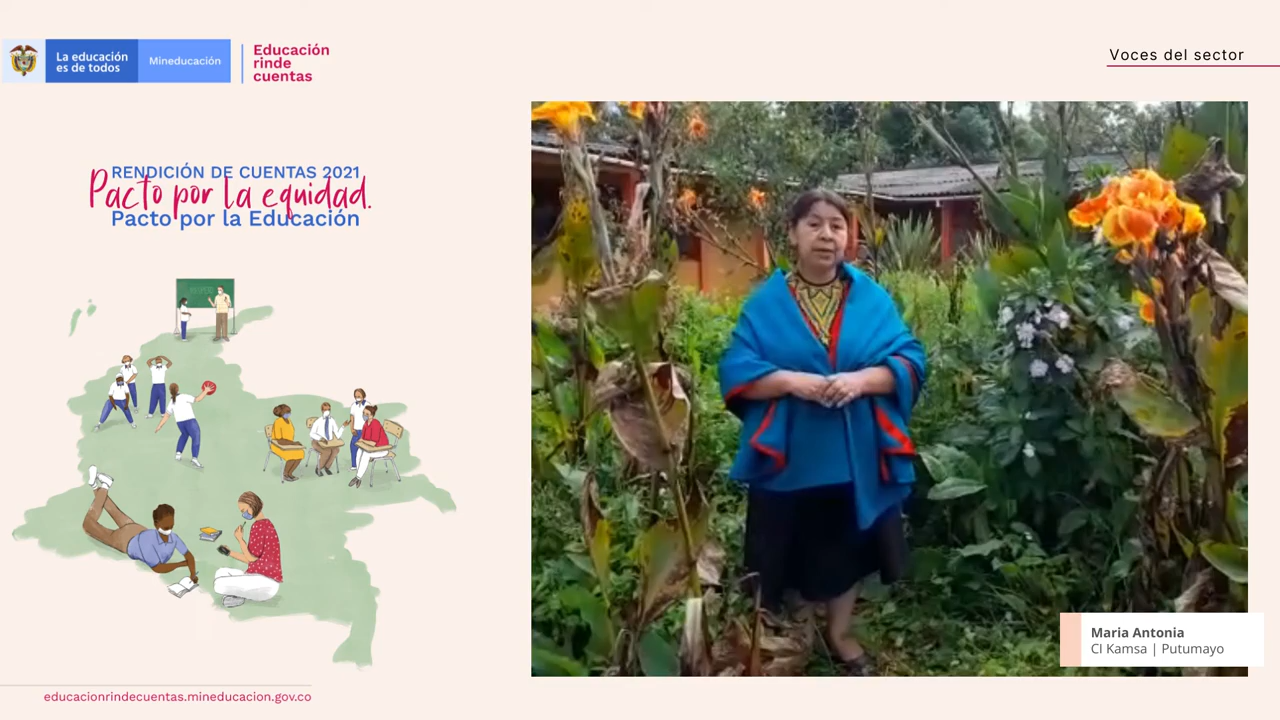 La educación
es de todos
Mineducación
Educación
rinde
cuentas
Voces del sector
RENDICIÓN DE CUENTAS 2021
Pacto por la equidad.
Pacto por la Educación
Maria Antonia
CI Kamsa | Putumayo
educacionrindecuentas.mineducacion.gov.co